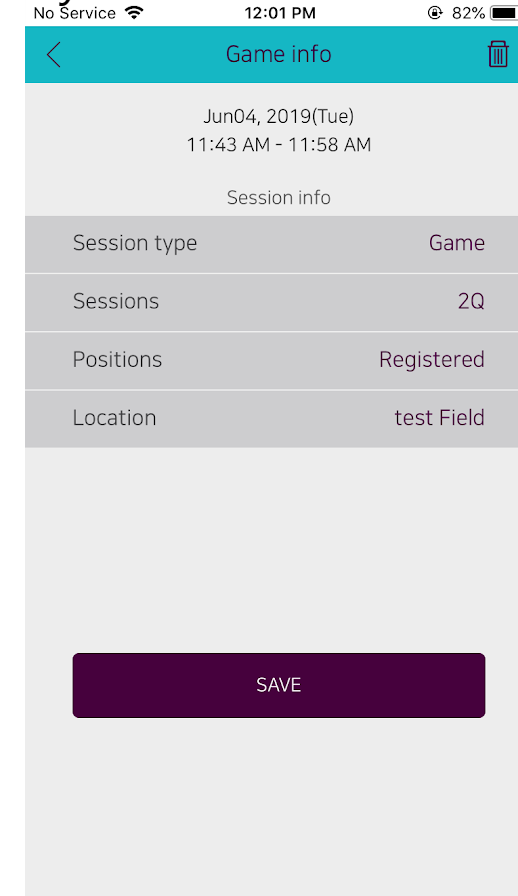 No Service 12:01 PM 82%
Game info
Jun04, 2019(Tue)
11:43 AM - 11:58 AM
Session info
Session type Game
Sessions 2Q
Positions Registered
Location test Field
SAVE